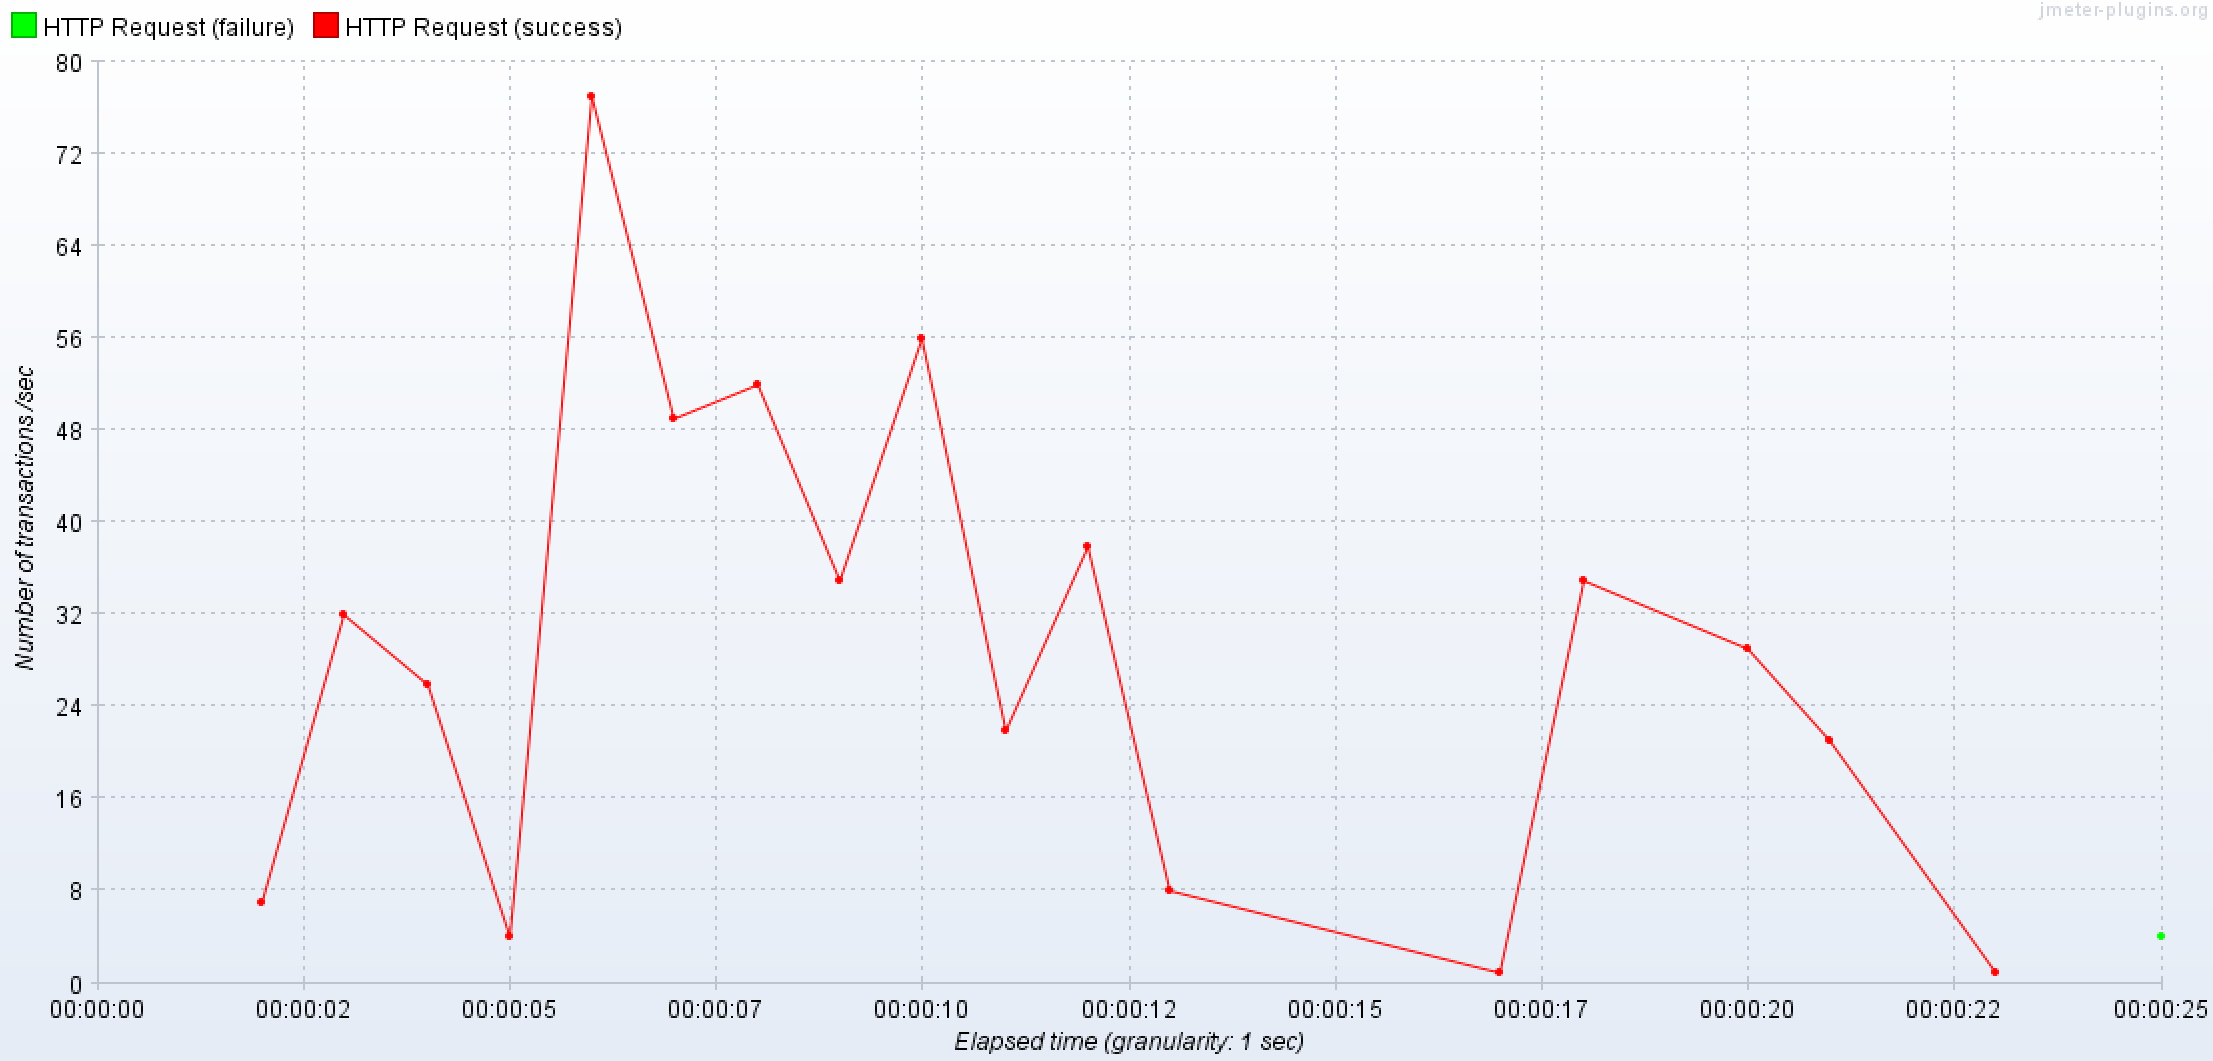 jmeter-plugins.org
HTTP Request (failure) HTTP Request (success)
80
72
64
56
48
40
32
24
16
8
0
Number of transactions /sec
00:00:00 00:00:02 00:00:05 00:00:07 00:00:10 00:00:12 00:00:15 00:00:17 00:00:20 00:00:22 00:00:25
Elapsed time (granularity: 1 sec)